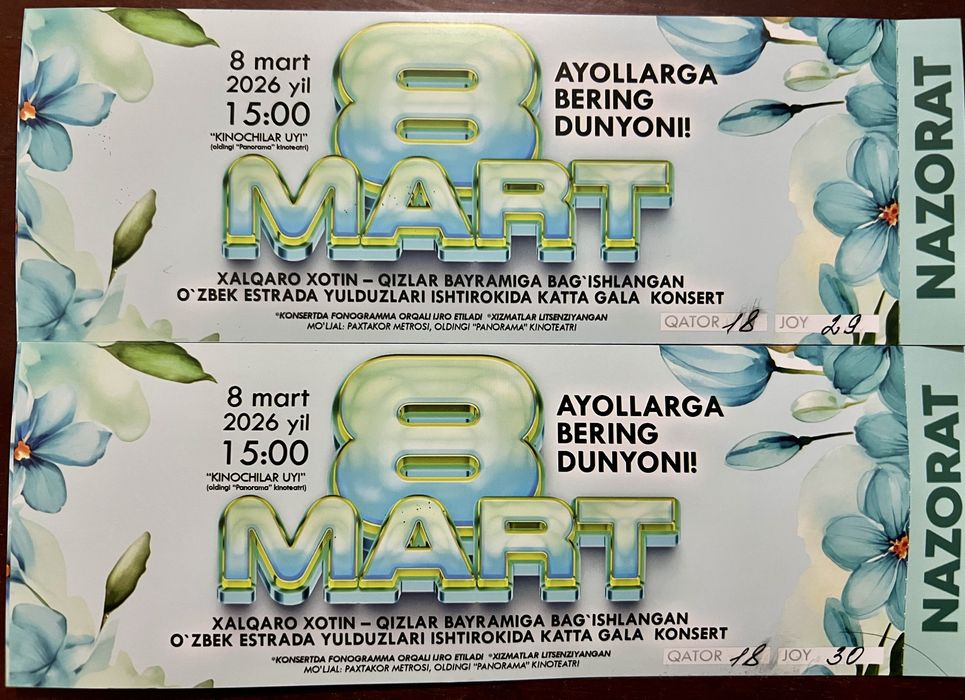 8 mart
2026 yil
15:00
"KINOCHILAR UYI"
(oldingi "Panorama" kinoteatri)
8
MART
AYOLLARGA
BERING
DUNYONI!
XALQARO XOTIN – QIZLAR BAYRAMIGA BAG`ISHLANGAN
O`ZBEK ESTRADA YULDUZLARI ISHTIROKIDA KATTA GALA KONSERT
*KONSERTDA FONOGRAMMA ORQALI IJRO ETILADI *XIZMATLAR LITSENZIYANGAN
MO'LJAL: PAXTAKOR METROSI, OLDINGI "PANORAMA" KINOTEATRI
QATOR 18 JOY 29
NAZORAT
8 mart
2026 yil
15:00
"KINOCHILAR UYI"
(oldingi "Panorama" kinoteatri)
8
MART
AYOLLARGA
BERING
DUNYONI!
XALQARO XOTIN – QIZLAR BAYRAMIGA BAG`ISHLANGAN
O`ZBEK ESTRADA YULDUZLARI ISHTIROKIDA KATTA GALA KONSERT
*KONSERTDA FONOGRAMMA ORQALI IJRO ETILADI *XIZMATLAR LITSENZIYANGAN
MO'LJAL: PAXTAKOR METROSI, OLDINGI "PANORAMA" KINOTEATRI
QATOR 18 JOY 30
NAZORAT